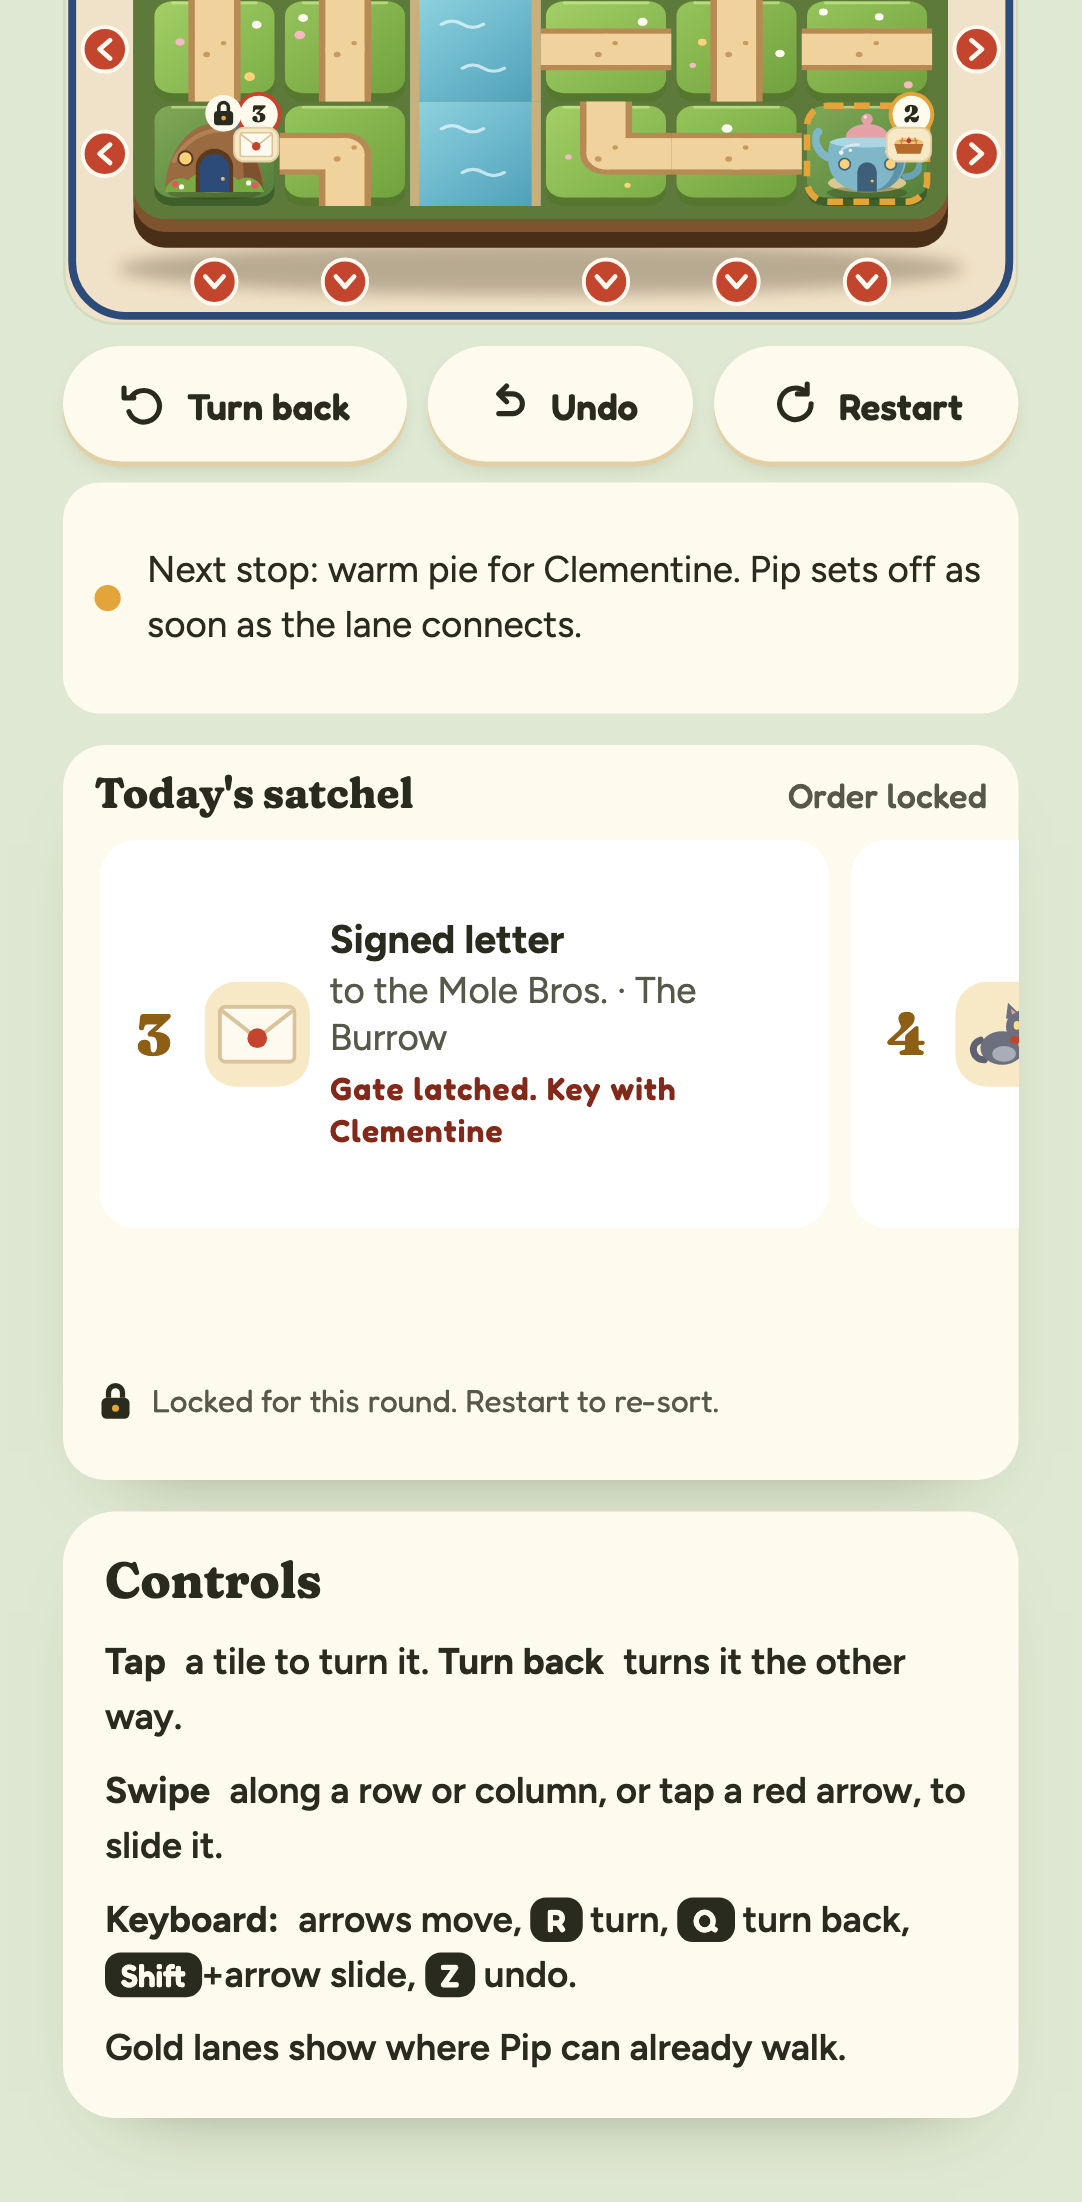 3
2
Turn back
Undo
Restart
Next stop: warm pie for Clementine. Pip sets off as
soon as the lane connects.
Today's satchel
Order locked
3
Signed letter
to the Mole Bros. · The
Burrow
Gate latched. Key with
Clementine
4
Locked for this round. Restart to re-sort.
Controls
Tap a tile to turn it. Turn back turns it the other
way.
Swipe along a row or column, or tap a red arrow, to
slide it.
Keyboard: arrows move, R turn, Q turn back,
Shift+arrow slide, Z undo.
Gold lanes show where Pip can already walk.